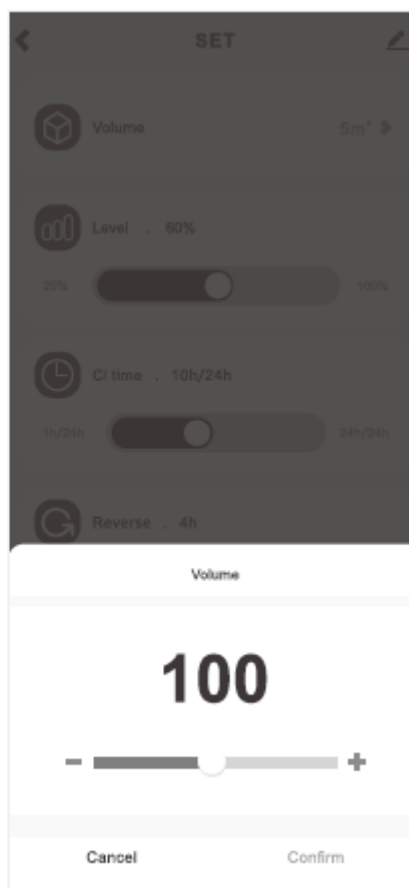 SET
Volume 5m³
Level . 60%
20% 100%
Cl time . 10h/24h
1h/24h 24h/24h
Reverse . 4h
Volume
100
Cancel Confirm